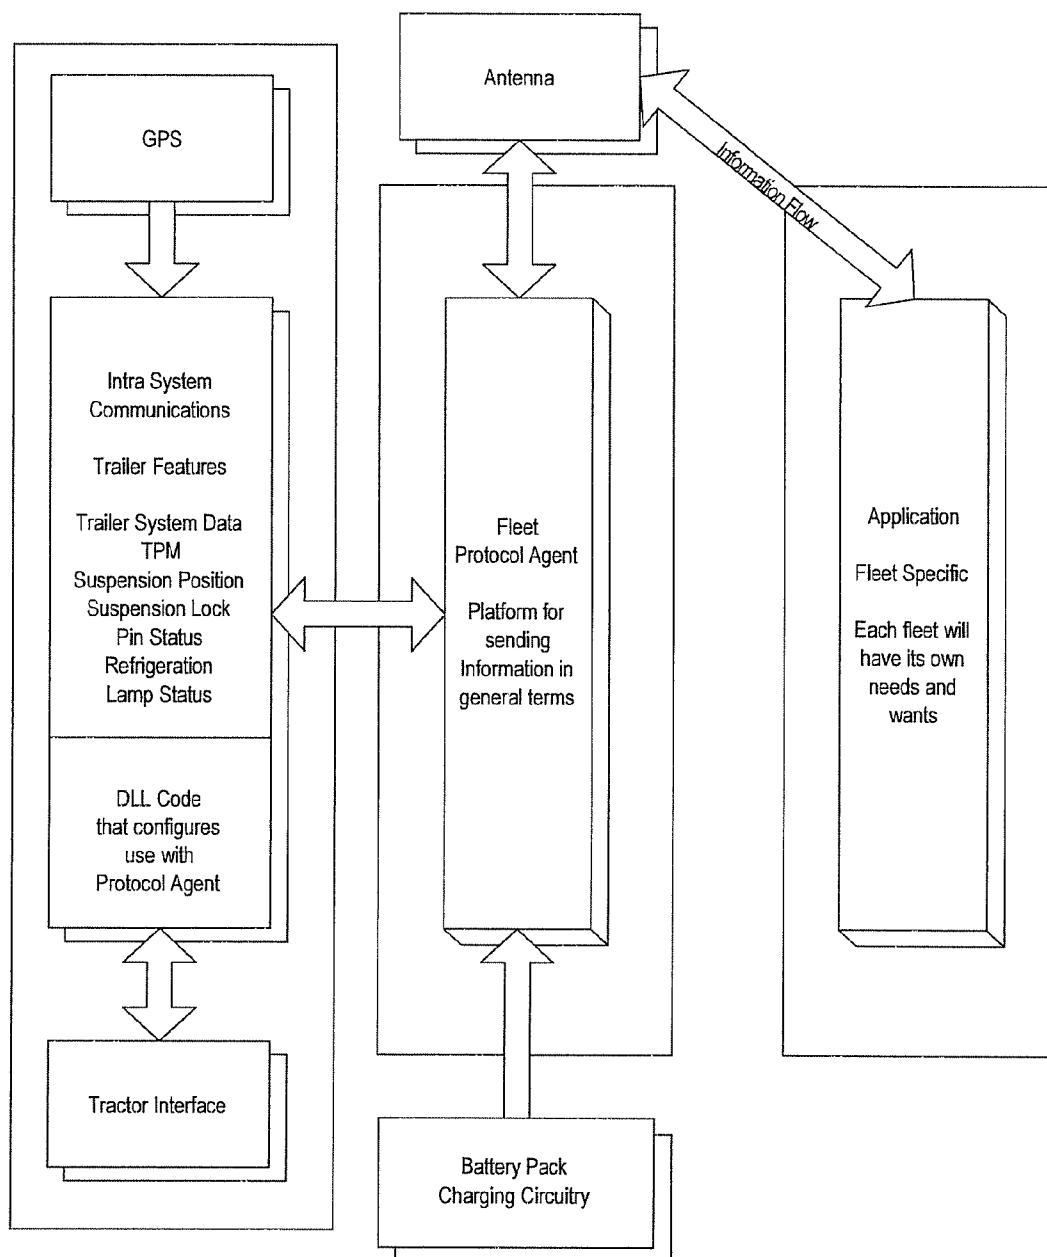 Antenna
GPS
Information Flow
Intra System
Communications
Trailer Features
Trailer System Data
TPM
Suspension Position
Suspension Lock
Pin Status
Refrigeration
Lamp Status
DLL Code
that configures
use with
Protocol Agent
Tractor Interface
Fleet
Protocol Agent
Platform for
sending
Information in
general terms
Battery Pack
Charging Circuitry
Application
Fleet Specific
Each fleet will
have its own
needs and
wants